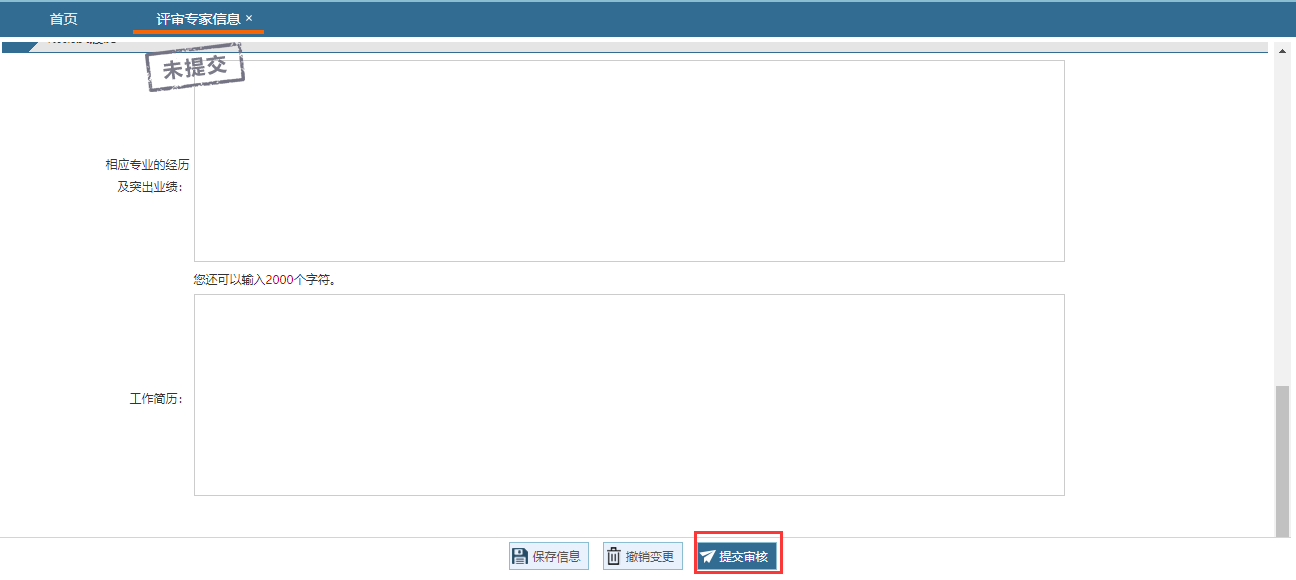 首页
评审专家信息 ×
未提交
相应专业的经历
及突出业绩：
您还可以输入2000个字符。
工作简历：
保存信息
撤销变更
提交审核